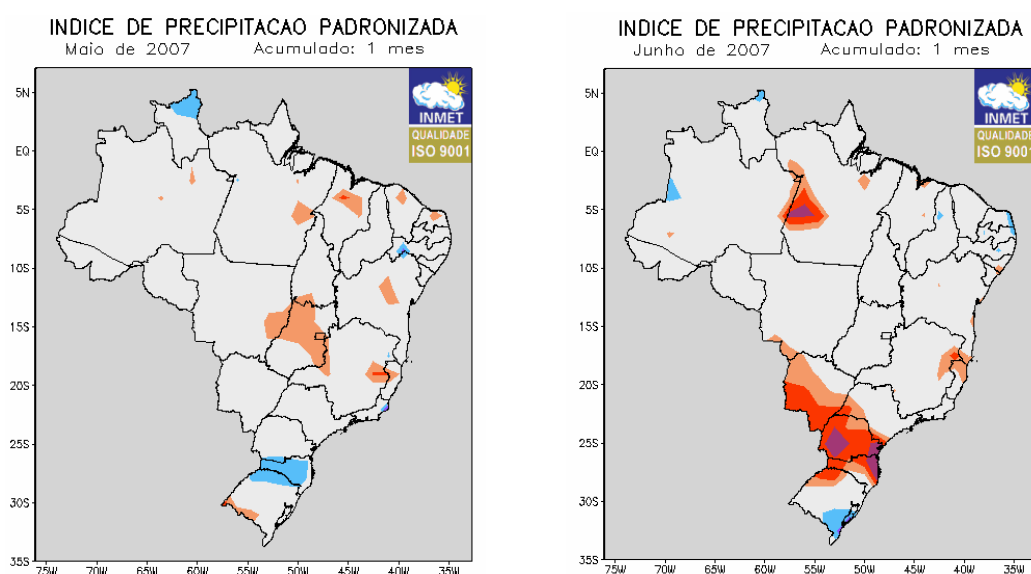 INDICE DE PRECIPITACAO PADRONIZADA
Maio de 2007 Acumulado: 1 mes
INMET
QUALIDADE
ISO 9001
5N
EQ
5S
10S
15S
20S
25S
30S
35S
75W 70W 65W 60W 55W 50W 45W 40W 35W
INDICE DE PRECIPITACAO PADRONIZADA
Junho de 2007 Acumulado: 1 mes
INMET
QUALIDADE
ISO 9001
5N
EQ
5S
10S
15S
20S
25S
30S
35S
75W 70W 65W 60W 55W 50W 45W 40W 35W